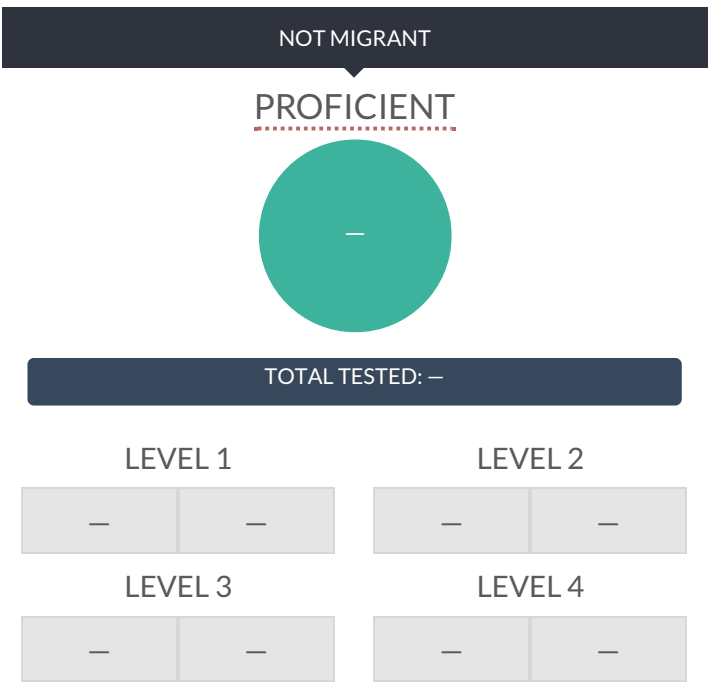 NOT MIGRANT
PROFICIENT
—
TOTAL TESTED: —
LEVEL 1 LEVEL 2
— — — —
LEVEL 3 LEVEL 4
— — — —